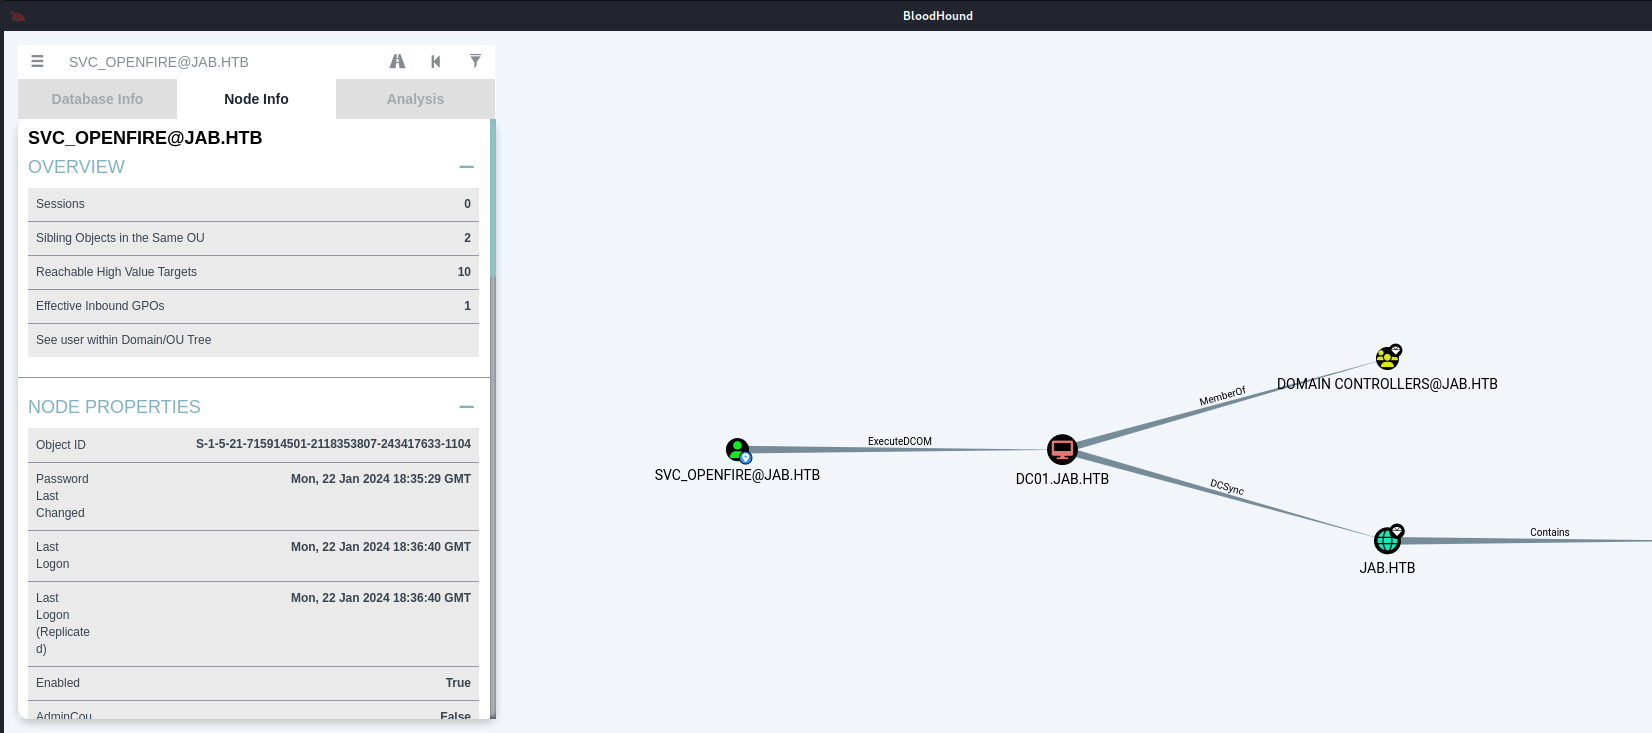 BloodHound
SVC_OPENFIRE@JAB.HTB
Database Info
Node Info
Analysis
SVC_OPENFIRE@JAB.HTB
OVERVIEW
Sessions 0
Sibling Objects in the Same OU 2
Reachable High Value Targets 10
Effective Inbound GPOs 1
See user within Domain/OU Tree
NODE PROPERTIES
Object ID S-1-5-21-715914501-2118353807-243417633-1104
Password Mon, 22 Jan 2024 18:35:29 GMT
Last
Changed
Last Mon, 22 Jan 2024 18:36:40 GMT
Logon
Last Mon, 22 Jan 2024 18:36:40 GMT
Logon
(Replicate
d)
Enabled True
AdminCou False
ExecuteDCOM
SVC_OPENFIRE@JAB.HTB
DC01.JAB.HTB
MemberOf
DOMAIN CONTROLLERS@JAB.HTB
DCSync
JAB.HTB
Contains